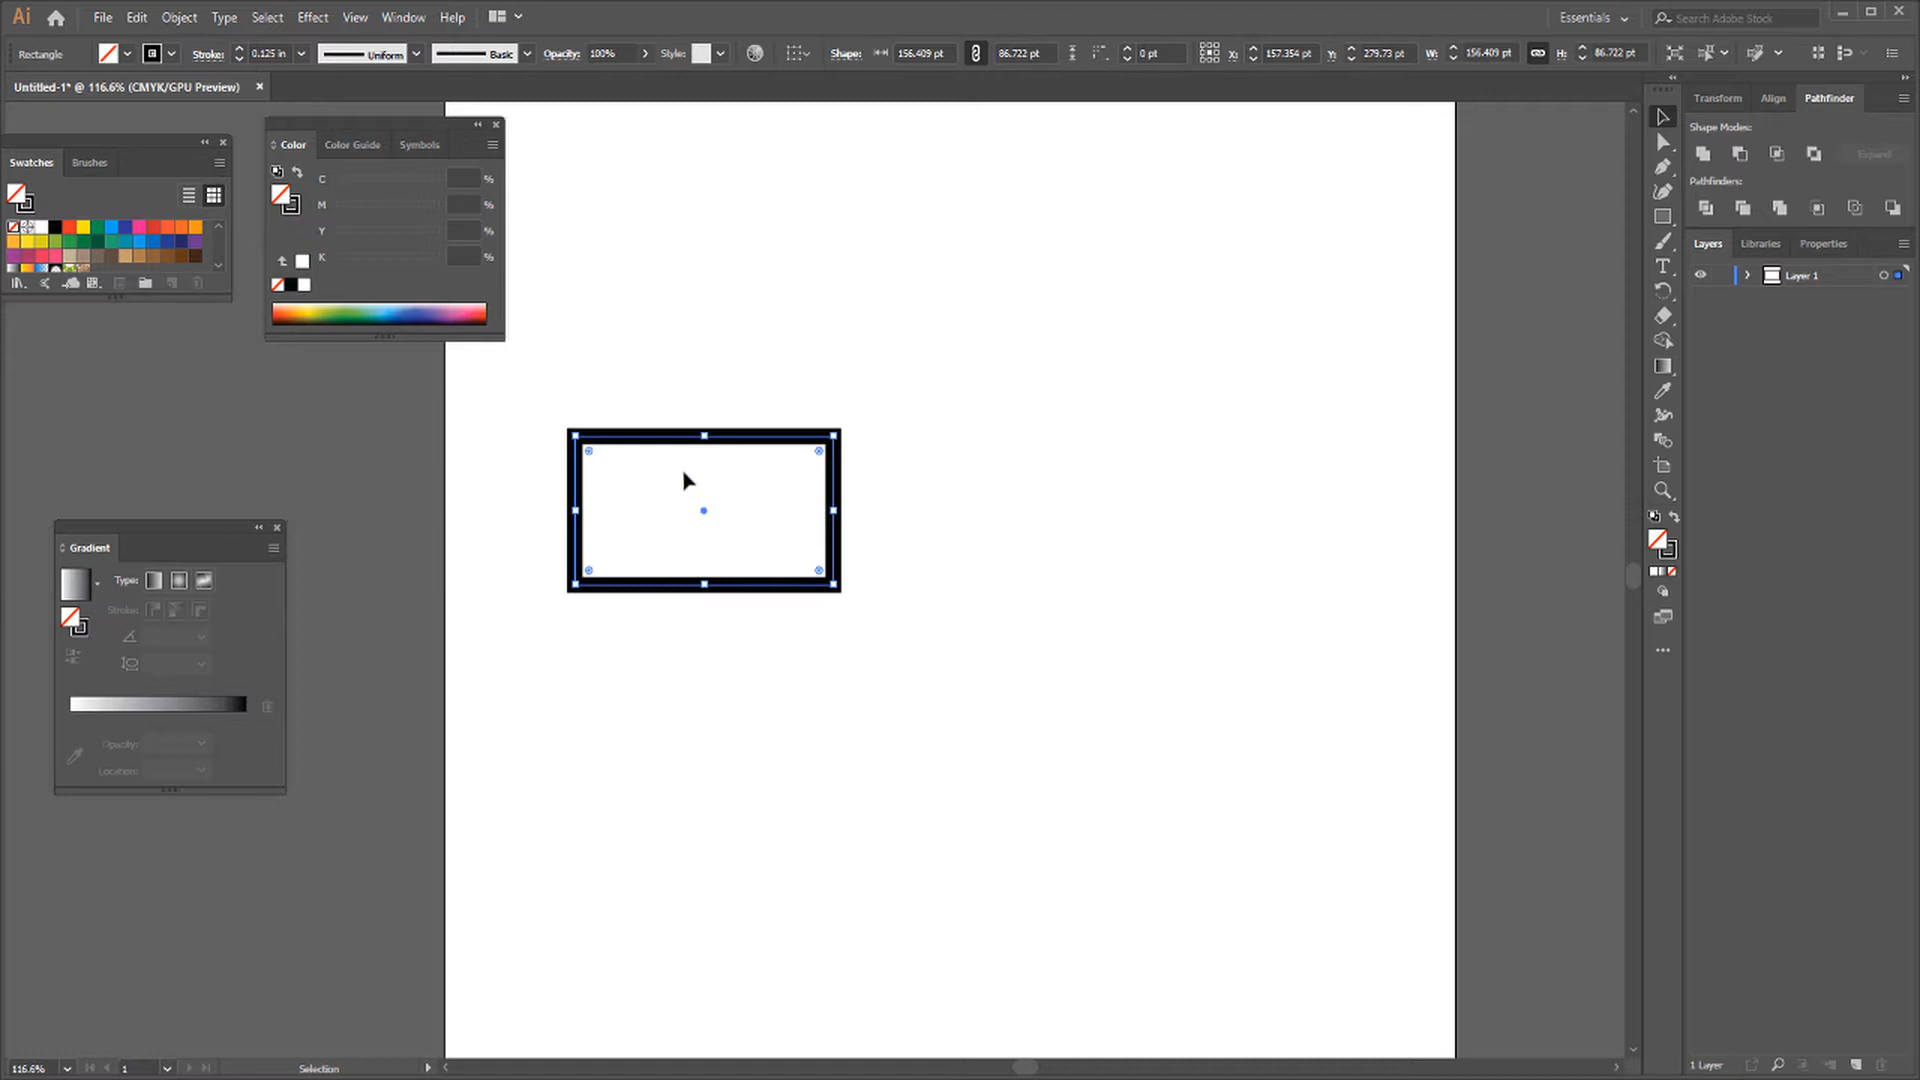 Ai File Edit Object Type Select Effect View Window Help Essentials Search Adobe Stock
Rectangle Stroke: 0.125 in Uniform Basic Opacity: 100% Style: Shape: 156.409 pt 86.722 pt 0 pt X: 157.354 pt Y: 279.73 pt W: 156.409 pt H: 86.722 pt
Untitled-1* @ 116.6% (CMYK/GPU Preview)
Swatches Brushes
Color Color Guide Symbols
C %
M %
Y %
K %
Gradient
Type:
Stroke:
Opacity:
Location:
Transform Align Pathfinder
Shape Modes:
Expand
Pathfinders:
Layers Libraries Properties
Layer 1
116.6% 1 Selection
1 Layer